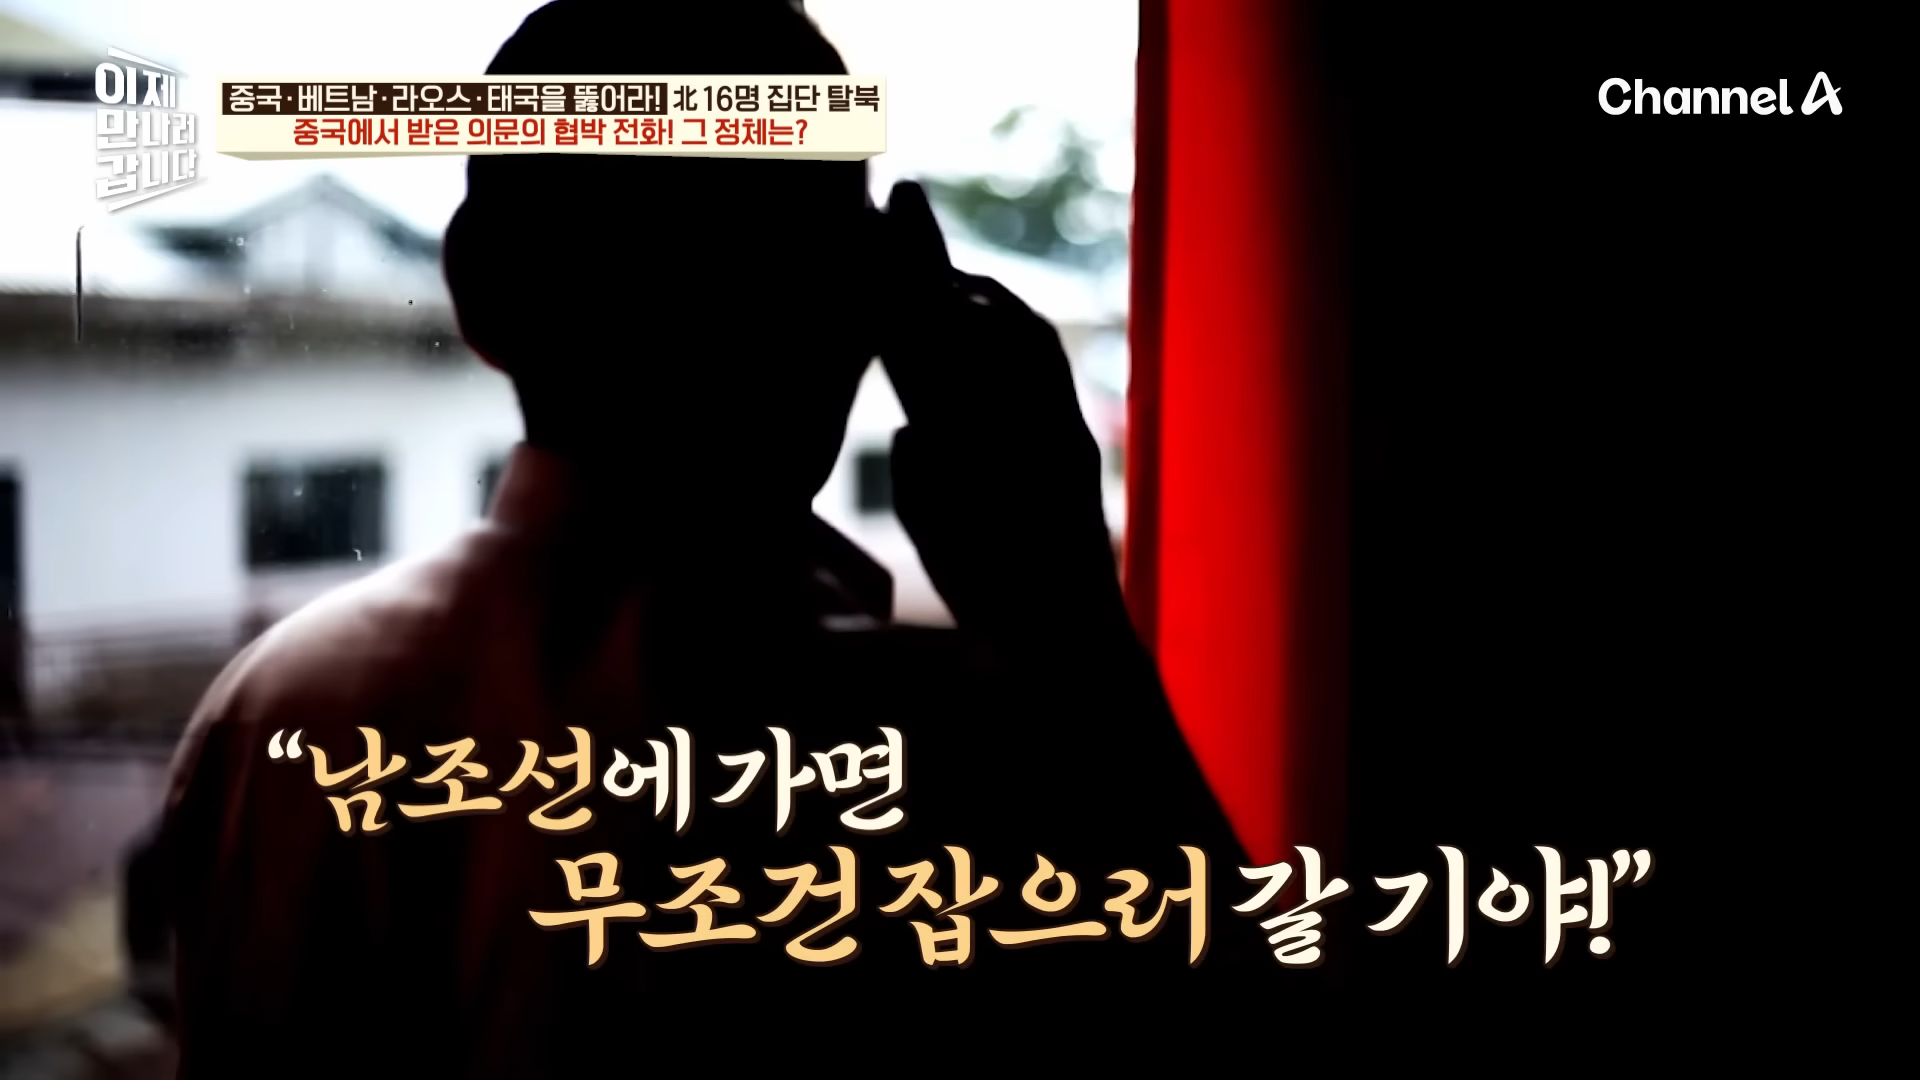 이제
만나러
갑니다
중국·베트남·라오스·태국을 뚫어라! 北 16명 집단 탈북
중국에서 받은 의문의 협박 전화! 그 정체는?
Channel A
“남조선에 가면
무조건 잡으러 갈 기야!”